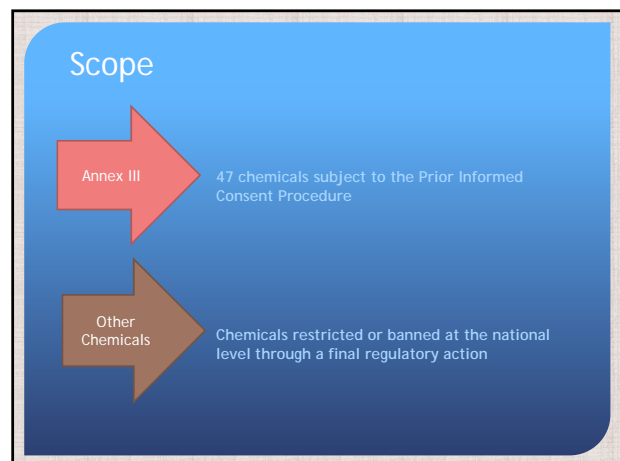 Scope
Annex III
47 chemicals subject to the Prior Informed
Consent Procedure
Other
Chemicals
Chemicals restricted or banned at the national
level through a final regulatory action